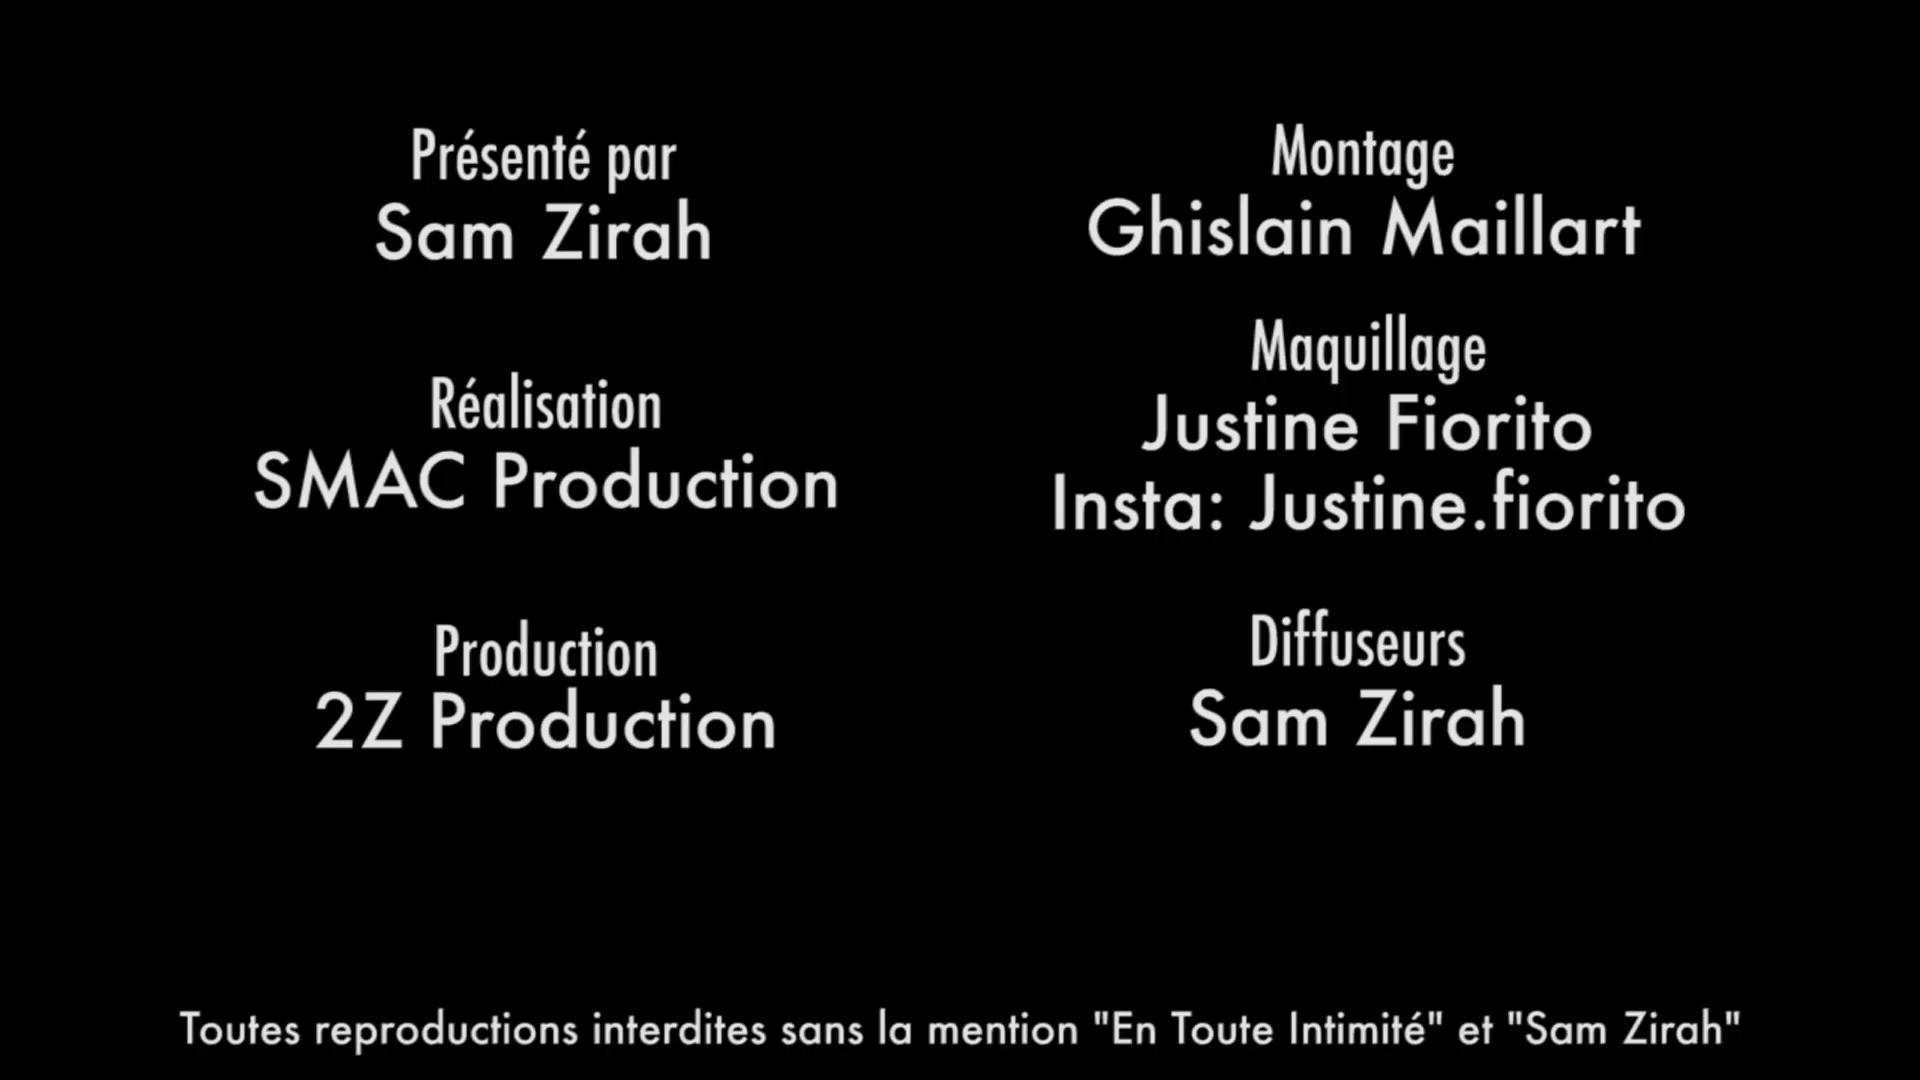 Présenté par
Sam Zirah
Réalisation
SMAC Production
Production
2Z Production
Montage
Ghislain Maillart
Maquillage
Justine Fiorito
Insta: Justine.fiorito
Diffuseurs
Sam Zirah
Toutes reproductions interdites sans la mention "En Toute Intimité" et "Sam Zirah"